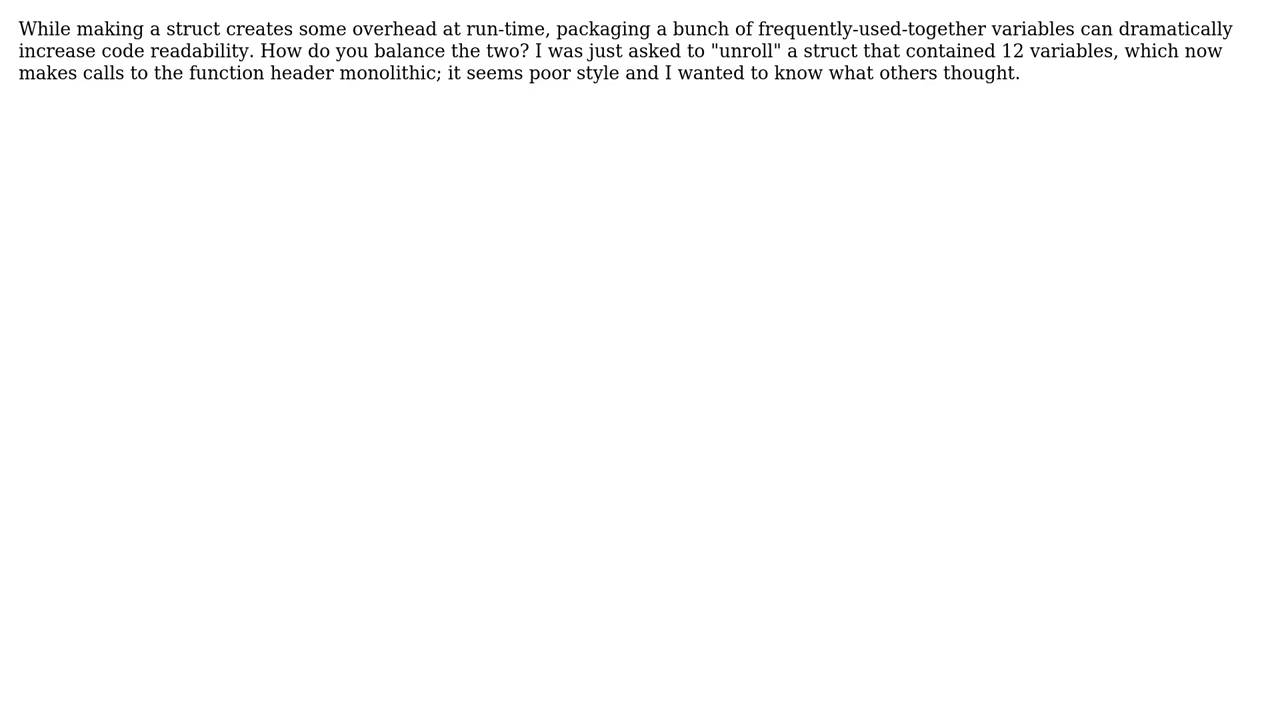 While making a struct creates some overhead at run-time, packaging a bunch of frequently-used-together variables can dramatically
increase code readability. How do you balance the two? I was just asked to "unroll" a struct that contained 12 variables, which now
makes calls to the function header monolithic; it seems poor style and I wanted to know what others thought.